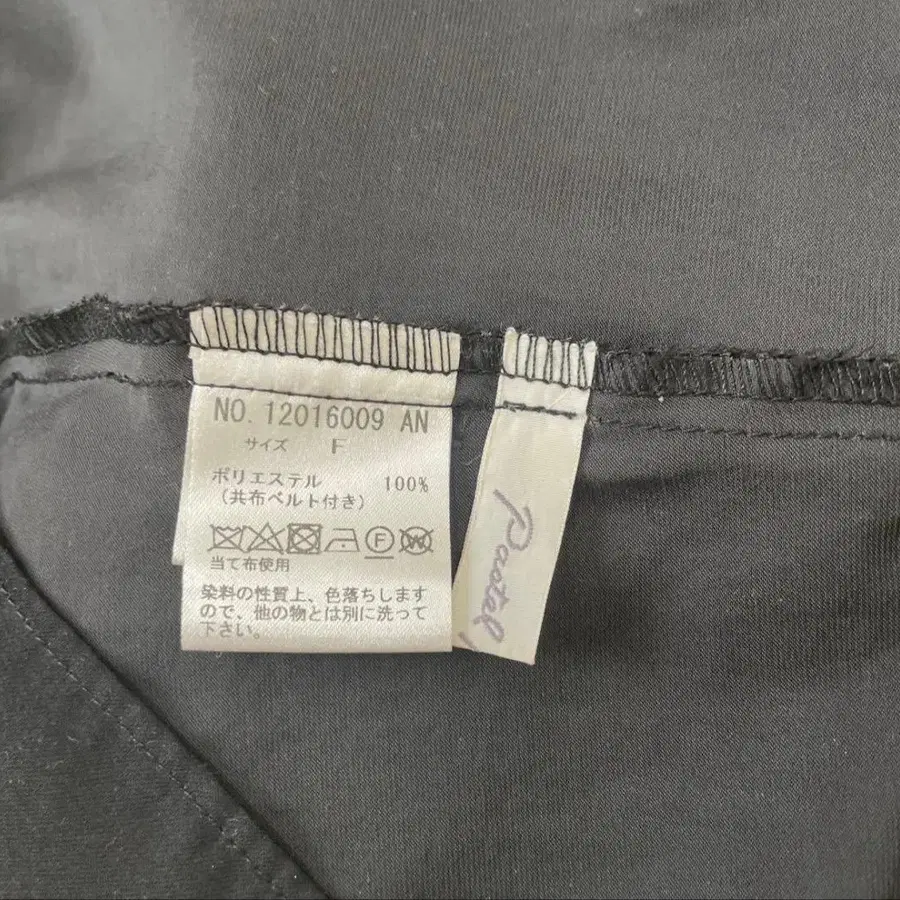 NO. 12016009 AN
サイズ F
ポリエステル 100%
(共布ベルト付き)
F W
当て布使用
染料の性質上、色落ちします
ので、他の物とは別に洗って
下さい。
Pastel